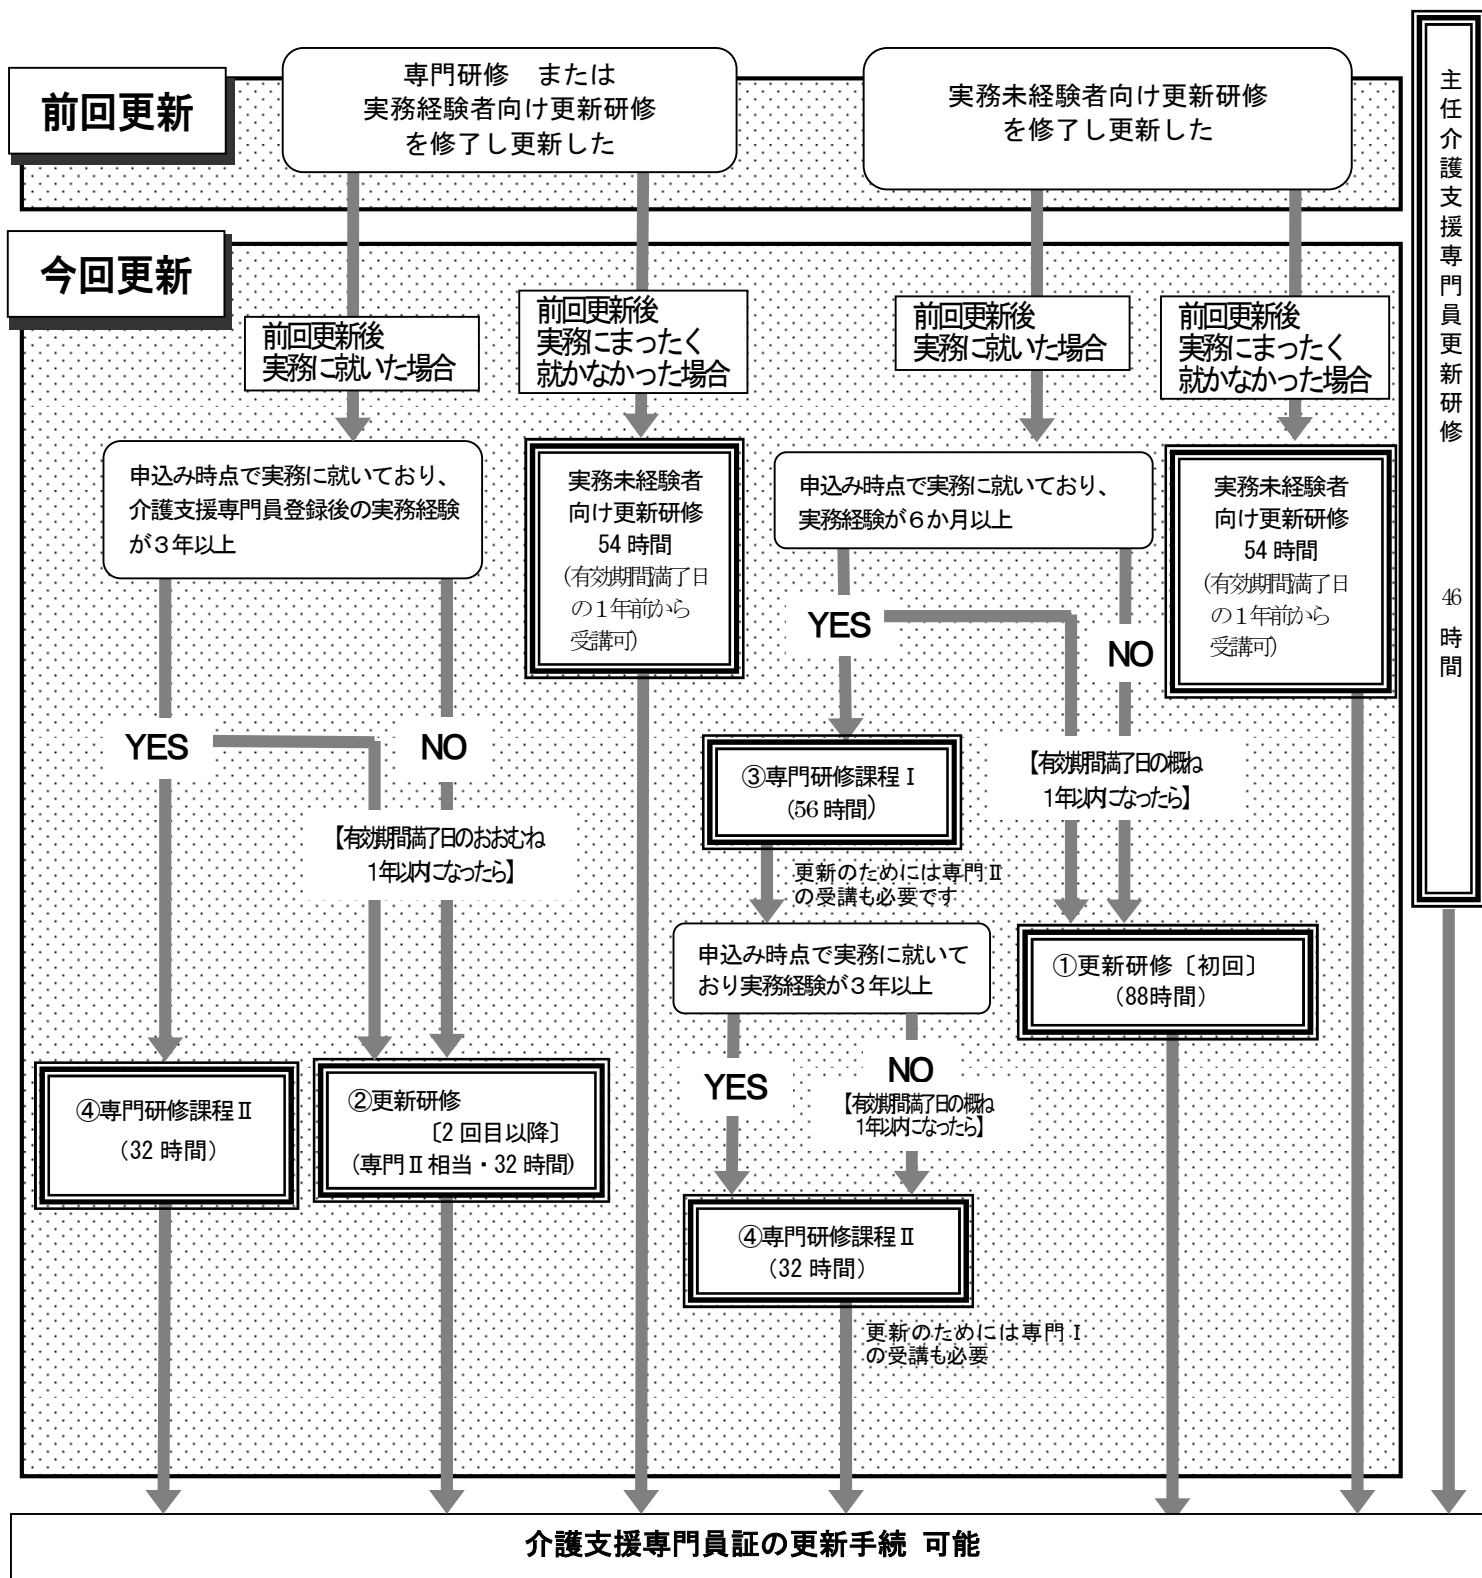 前回更新
専門研修　または
実務経験者向け更新研修
を修了し更新した
実務未経験者向け更新研修
を修了し更新した
今回更新
前回更新後
実務に就いた場合
前回更新後
実務にまったく
就かなかった場合
前回更新後
実務に就いた場合
前回更新後
実務にまったく
就かなかった場合
申込み時点で実務に就いており、
介護支援専門員登録後の実務経験
が３年以上
実務未経験者
向け更新研修
54 時間
（有効期間満了日
の１年前から
受講可）
申込み時点で実務に就いており、
実務経験が６か月以上
実務未経験者
向け更新研修
54 時間
（有効期間満了日
の１年前から
受講可）
YES
NO
YES
NO
【有効期間満了日のおおむね
1年以内になったら】
③専門研修課程Ⅰ
（56 時間）
【有効期間満了日の概ね
1年以内になったら】
更新のためには専門Ⅱ
の受講も必要です
申込み時点で実務に就いて
おり実務経験が３年以上
①更新研修〔初回〕
（88時間）
YES
NO
【有効期間満了日の概ね
1年以内になったら】
④専門研修課程Ⅱ
（32 時間）
②更新研修
〔2 回目以降〕
（専門Ⅱ相当・32 時間）
④専門研修課程Ⅱ
（32 時間）
更新のためには専門Ⅰ
の受講も必要
主任介護支援専門員更新研修　46時間
介護支援専門員証の更新手続 可能